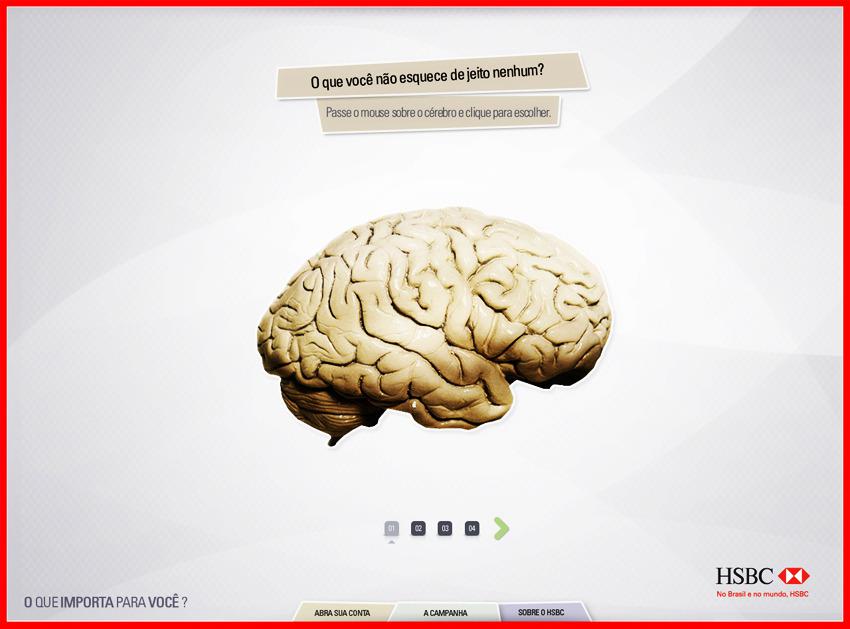 O que você não esquece de jeito nenhum?
Passe o mouse sobre o cérebro e clique para escolher.
01 02 03 04
HSBC
No Brasil e no mundo, HSBC
O QUE IMPORTA PARA VOCÊ ?
ABRA SUA CONTA A CAMPANHA SOBRE O HSBC